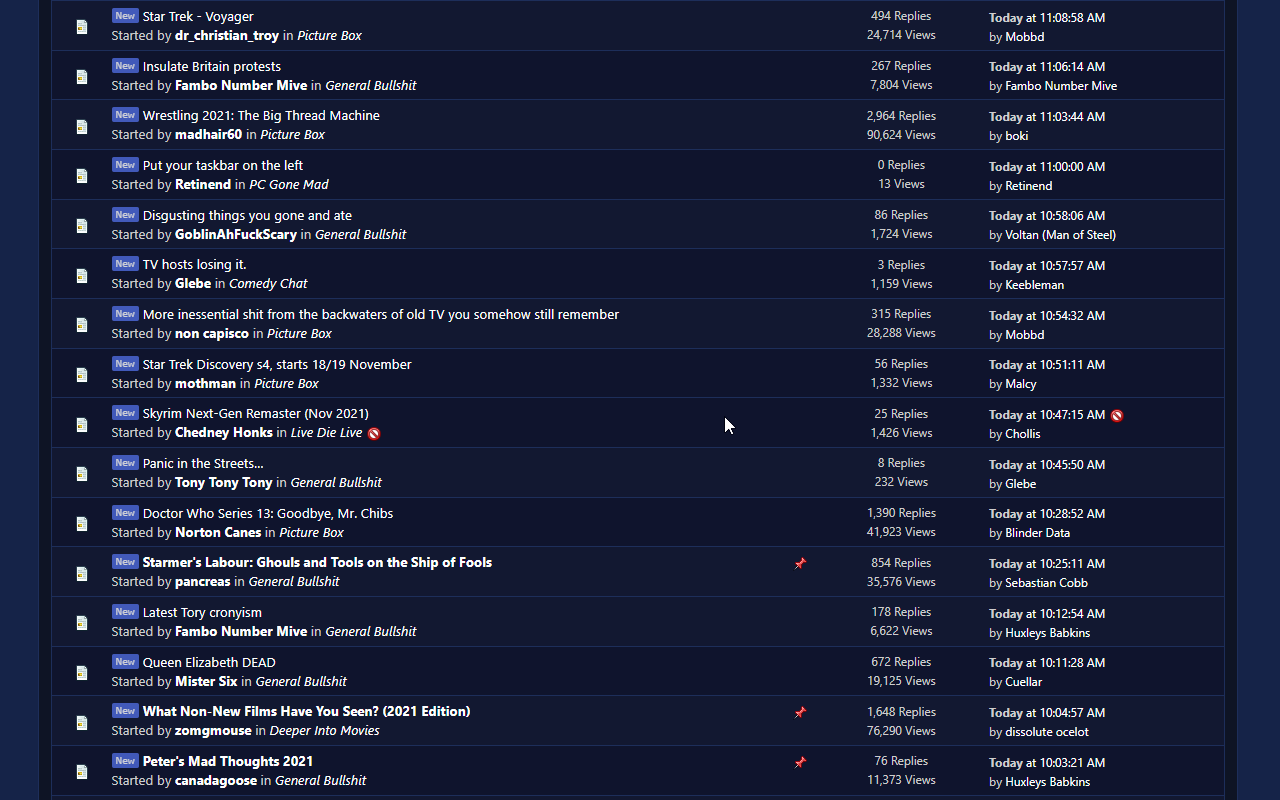 New Star Trek - Voyager 494 Replies Today at 11:08:58 AM
Started by dr_christian_troy in Picture Box 24,714 Views by Mobbd
New Insulate Britain protests 267 Replies Today at 11:06:14 AM
Started by Fambo Number Mive in General Bullshit 7,804 Views by Fambo Number Mive
New Wrestling 2021: The Big Thread Machine 2,964 Replies Today at 11:03:44 AM
Started by madhair60 in Picture Box 90,624 Views by boki
New Put your taskbar on the left 0 Replies Today at 11:00:00 AM
Started by Retinend in PC Gone Mad 13 Views by Retinend
New Disgusting things you gone and ate 86 Replies Today at 10:58:06 AM
Started by GoblinAhFuckScary in General Bullshit 1,724 Views by Voltan (Man of Steel)
New TV hosts losing it. 3 Replies Today at 10:57:57 AM
Started by Glebe in Comedy Chat 1,159 Views by Keebleman
New More inessential shit from the backwaters of old TV you somehow still remember 315 Replies Today at 10:54:32 AM
Started by non capisco in Picture Box 28,288 Views by Mobbd
New Star Trek Discovery s4, starts 18/19 November 56 Replies Today at 10:51:11 AM
Started by mothman in Picture Box 1,332 Views by Malcy
New Skyrim Next-Gen Remaster (Nov 2021) 25 Replies Today at 10:47:15 AM
Started by Chedney Honks in Live Die Live 1,426 Views by Chollis
New Panic in the Streets... 8 Replies Today at 10:45:50 AM
Started by Tony Tony Tony in General Bullshit 232 Views by Glebe
New Doctor Who Series 13: Goodbye, Mr. Chibs 1,390 Replies Today at 10:28:52 AM
Started by Norton Canes in Picture Box 41,923 Views by Blinder Data
New Starmer's Labour: Ghouls and Tools on the Ship of Fools 854 Replies Today at 10:25:11 AM
Started by pancreas in General Bullshit 35,576 Views by Sebastian Cobb
New Latest Tory cronyism 178 Replies Today at 10:12:54 AM
Started by Fambo Number Mive in General Bullshit 6,622 Views by Huxleys Babkins
New Queen Elizabeth DEAD 672 Replies Today at 10:11:28 AM
Started by Mister Six in General Bullshit 19,125 Views by Cuellar
New What Non-New Films Have You Seen? (2021 Edition) 1,648 Replies Today at 10:04:57 AM
Started by zomgmouse in Deeper Into Movies 76,290 Views by dissolute ocelot
New Peter's Mad Thoughts 2021 76 Replies Today at 10:03:21 AM
Started by canadagoose in General Bullshit 11,373 Views by Huxleys Babkins